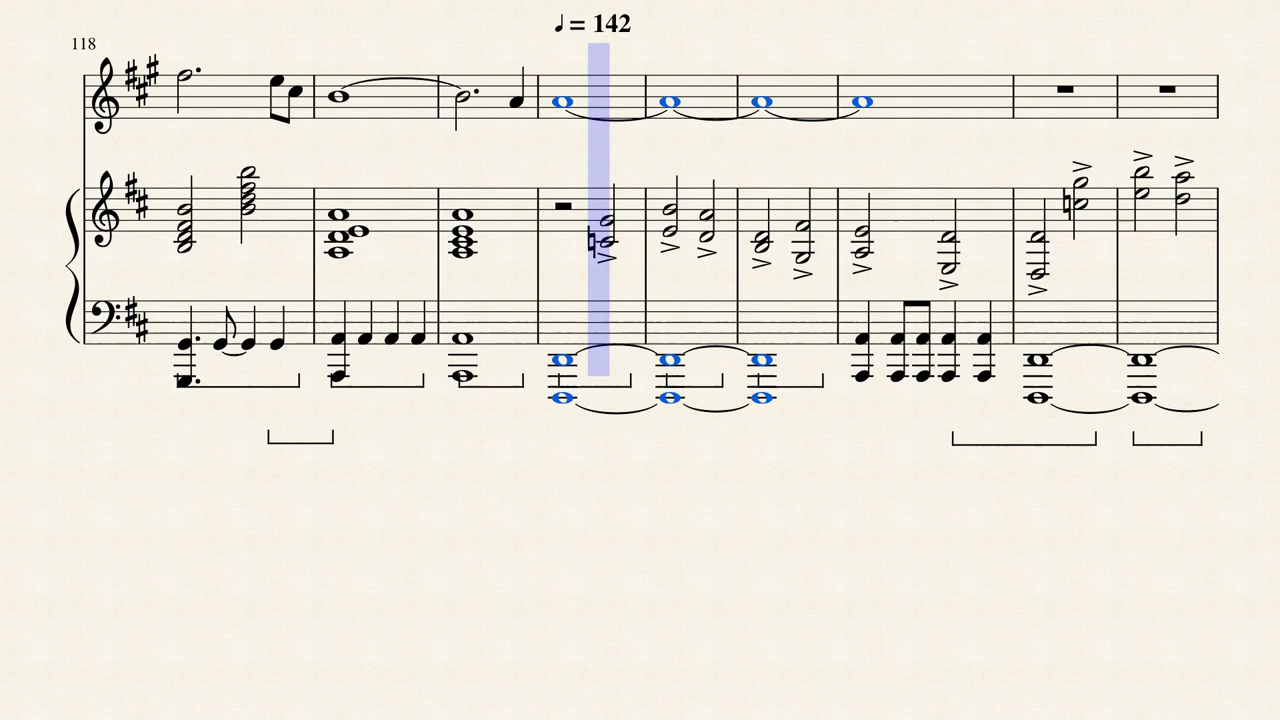 ♩ = 142
118